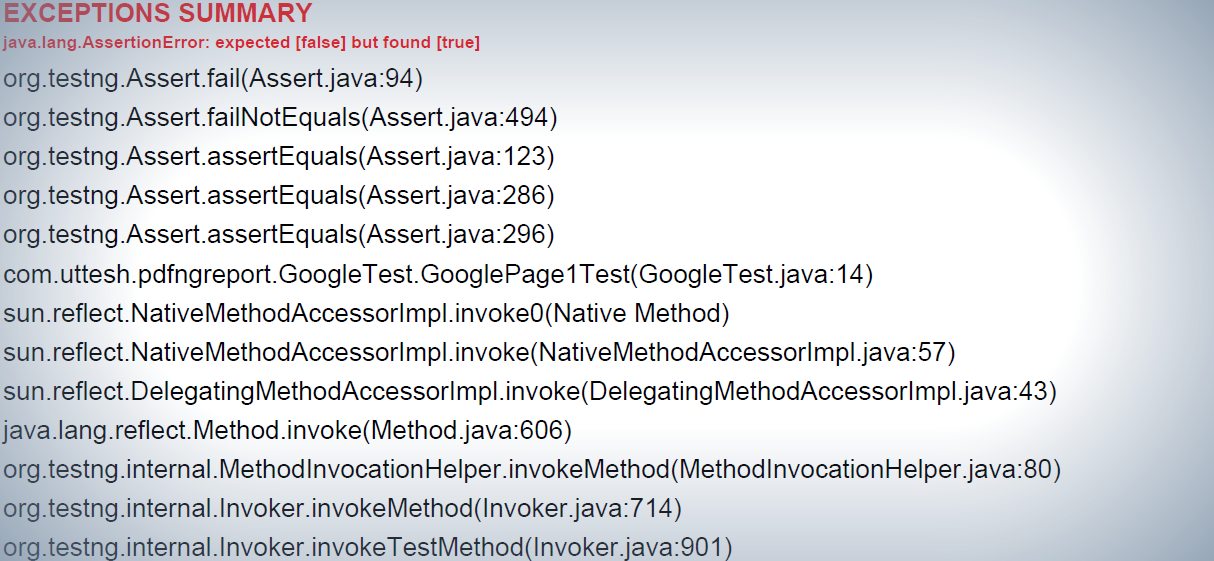 EXCEPTIONS SUMMARY
java.lang.AssertionError: expected [false] but found [true]
org.testng.Assert.fail(Assert.java:94)
org.testng.Assert.failNotEquals(Assert.java:494)
org.testng.Assert.assertEquals(Assert.java:123)
org.testng.Assert.assertEquals(Assert.java:286)
org.testng.Assert.assertEquals(Assert.java:296)
com.uttesh.pdfngreport.GoogleTest.GooglePage1Test(GoogleTest.java:14)
sun.reflect.NativeMethodAccessorImpl.invoke0(Native Method)
sun.reflect.NativeMethodAccessorImpl.invoke(NativeMethodAccessorImpl.java:57)
sun.reflect.DelegatingMethodAccessorImpl.invoke(DelegatingMethodAccessorImpl.java:43)
java.lang.reflect.Method.invoke(Method.java:606)
org.testng.internal.MethodInvocationHelper.invokeMethod(MethodInvocationHelper.java:80)
org.testng.internal.Invoker.invokeMethod(Invoker.java:714)
org.testng.internal.Invoker.invokeTestMethod(Invoker.java:901)